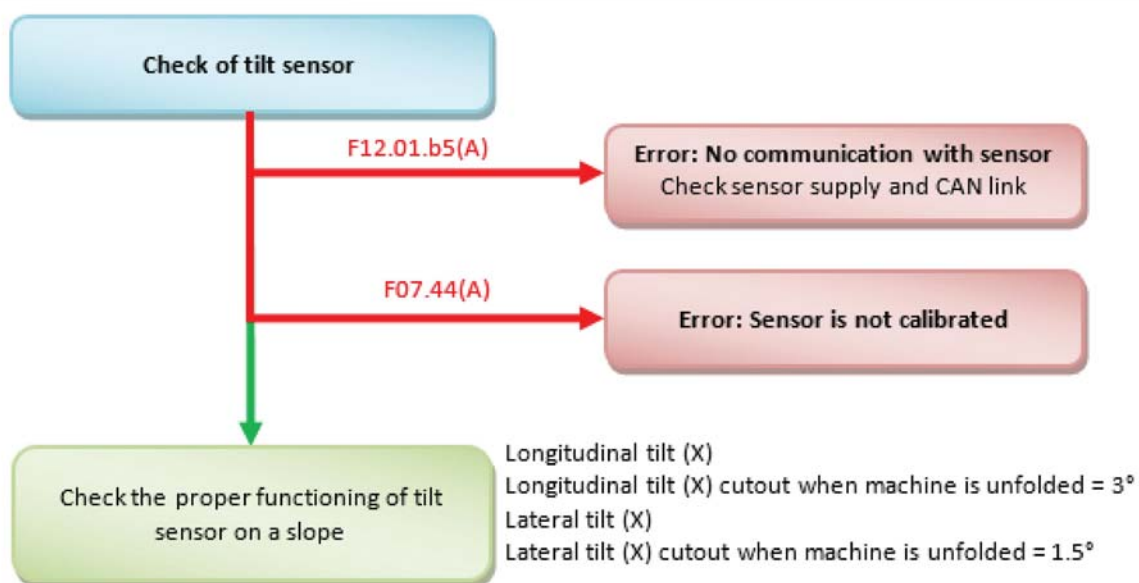 Check of tilt sensor
F12.01.b5(A)
Error: No communication with sensor
Check sensor supply and CAN link
F07.44(A)
Error: Sensor is not calibrated
Check the proper functioning of tilt
sensor on a slope
Longitudinal tilt (X)
Longitudinal tilt (X) cutout when machine is unfolded = 3°
Lateral tilt (X)
Lateral tilt (X) cutout when machine is unfolded = 1.5°